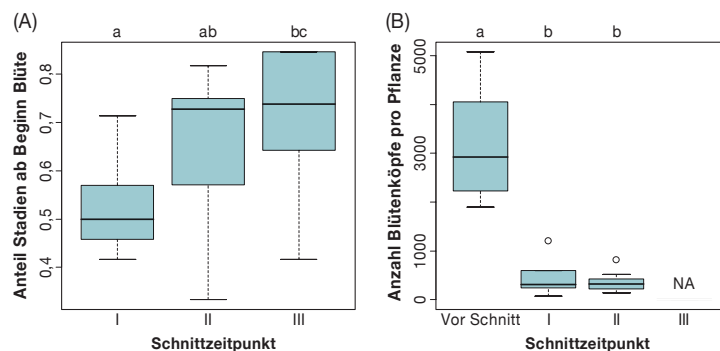 (A)
a ab bc
Anteil Stadien ab Beginn Blüte
0,8
0,7
0,6
0,5
0,4
I II III
Schnittzeitpunkt
(B)
a b b
Anzahl Blütenköpfe pro Pflanze
5000
3000
1000
0
NA
Vor Schnitt I II III
Schnittzeitpunkt